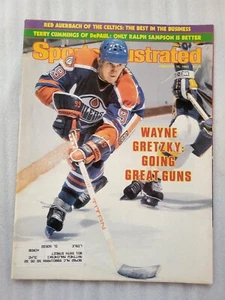 RED AUERBACH OF THE CELTICS: THE BEST IN THE BUSINESS
TERRY CUMMINGS OF DePAUL: ONLY RALPH SAMPSON IS BETTER
Sports Illustrated
WAYNE
GRETZKY:
GOING
GREAT GUNS